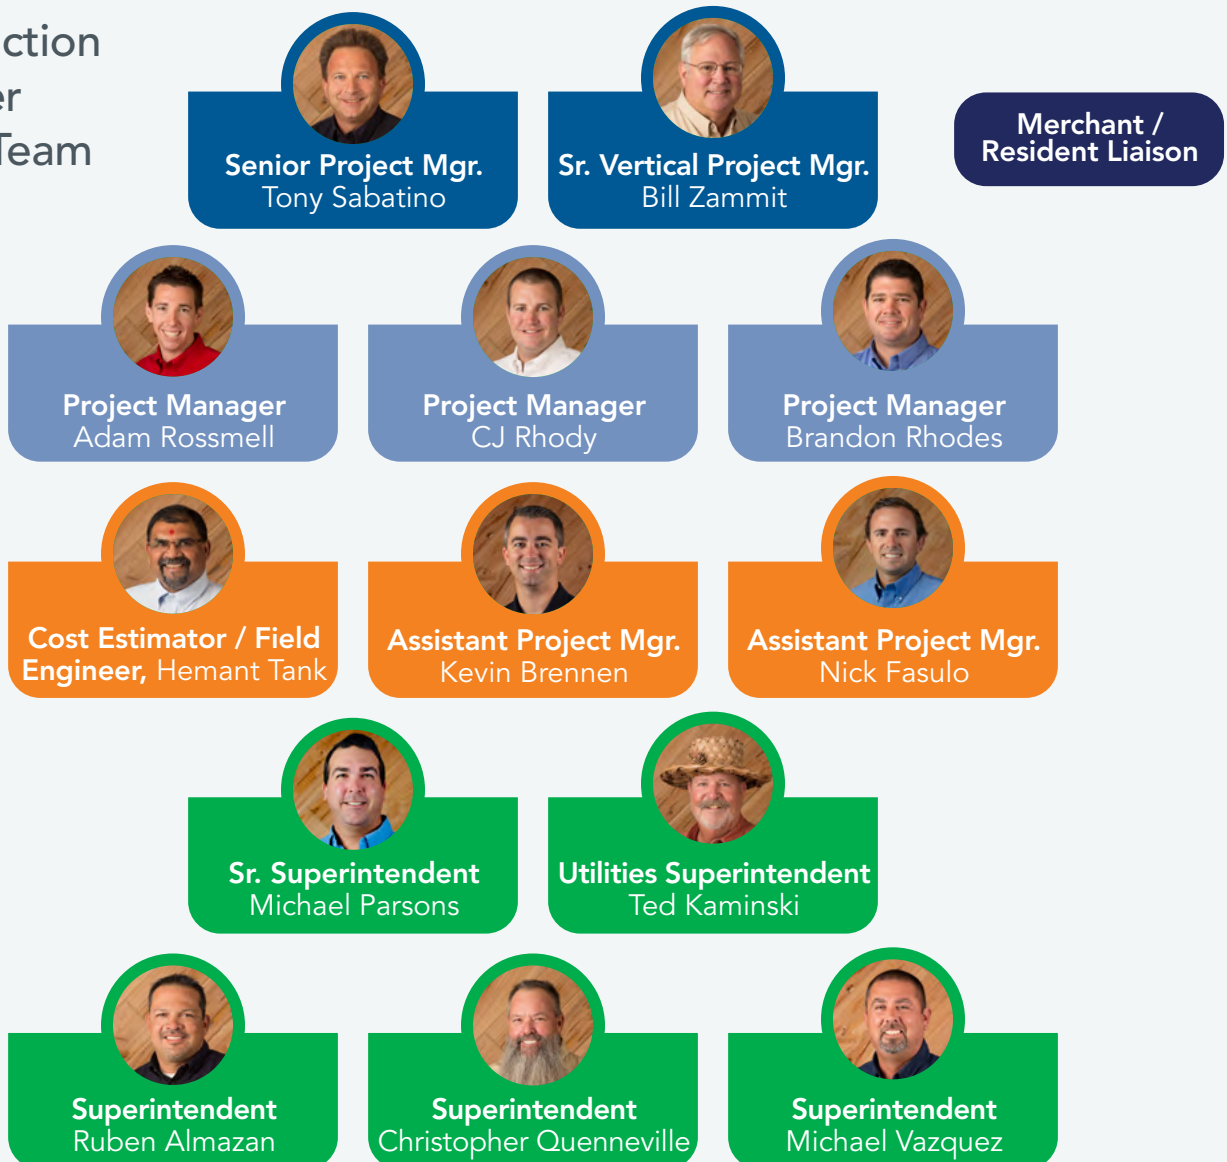 ction
er
Team
Senior Project Mgr.
Tony Sabatino
Sr. Vertical Project Mgr.
Bill Zammit
Merchant /
Resident Liaison
Project Manager
Adam Rossmell
Project Manager
CJ Rhody
Project Manager
Brandon Rhodes
Cost Estimator / Field
Engineer, Hemant Tank
Assistant Project Mgr.
Kevin Brennen
Assistant Project Mgr.
Nick Fasulo
Sr. Superintendent
Michael Parsons
Utilities Superintendent
Ted Kaminski
Superintendent
Ruben Almazan
Superintendent
Christopher Quenneville
Superintendent
Michael Vazquez